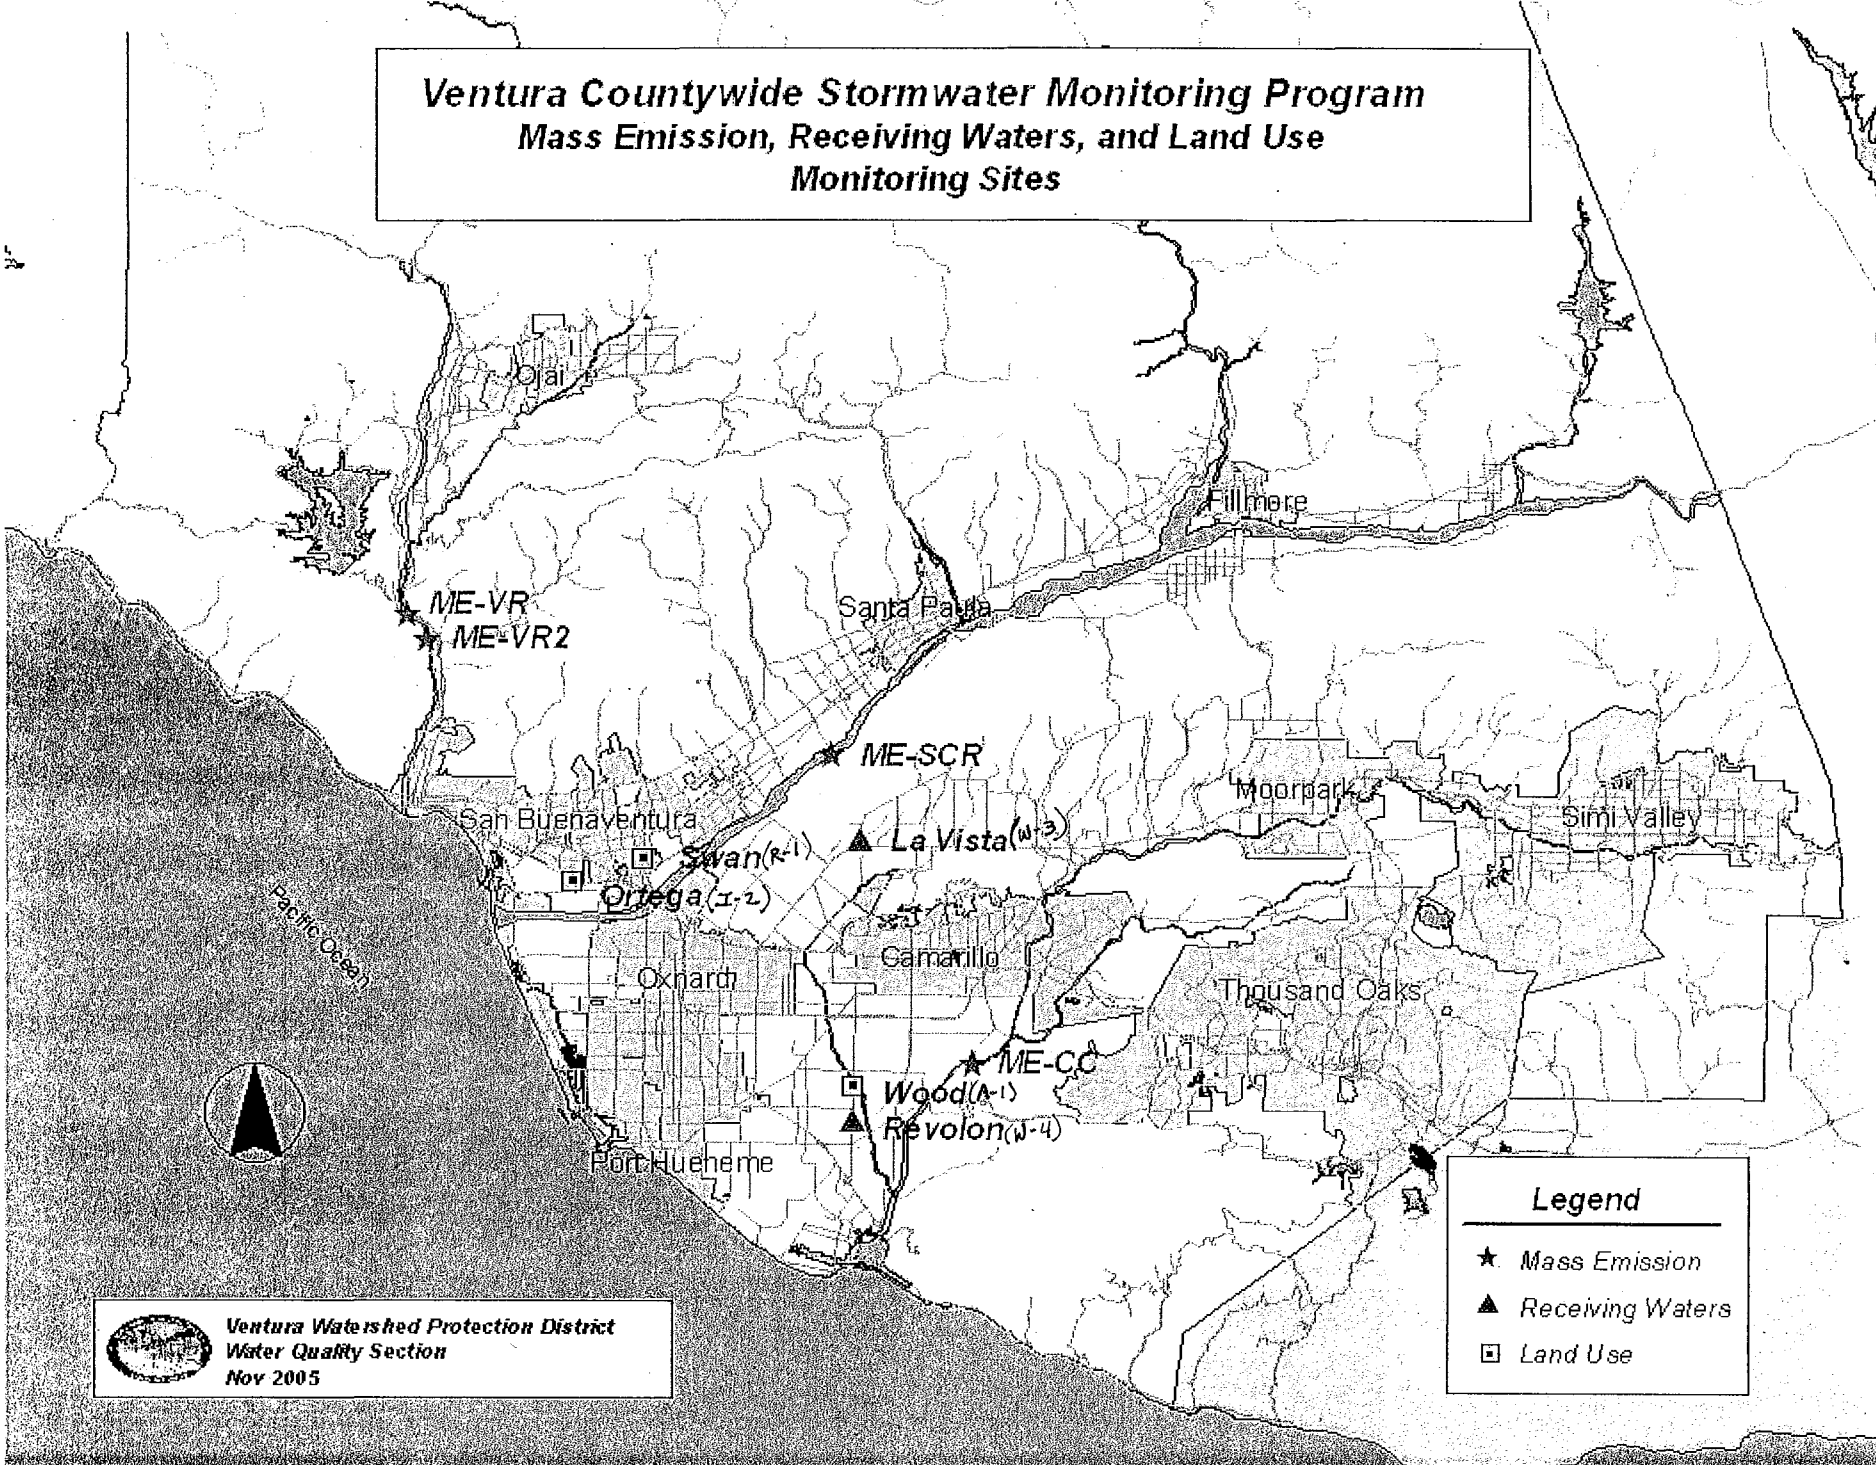 Ventura Countywide Stormwater Monitoring Program
Mass Emission, Receiving Waters, and Land Use
Monitoring Sites
Ojai
Fillmore
ME-VR
Santa Paula
ME-VR2
ME-SCR
Moorpark
San Buenaventura
Simi Valley
La Vista(W-3)
Swan(R-1)
Ortega(I-2)
Pacific Ocean
Camarillo
Oxnard
Thousand Oaks
ME-CC
Wood(A-1)
Revolon(W-4)
Port Hueneme
Legend
Mass Emission
Receiving Waters
Land Use
Ventura Watershed Protection District
Water Quality Section
Nov 2005